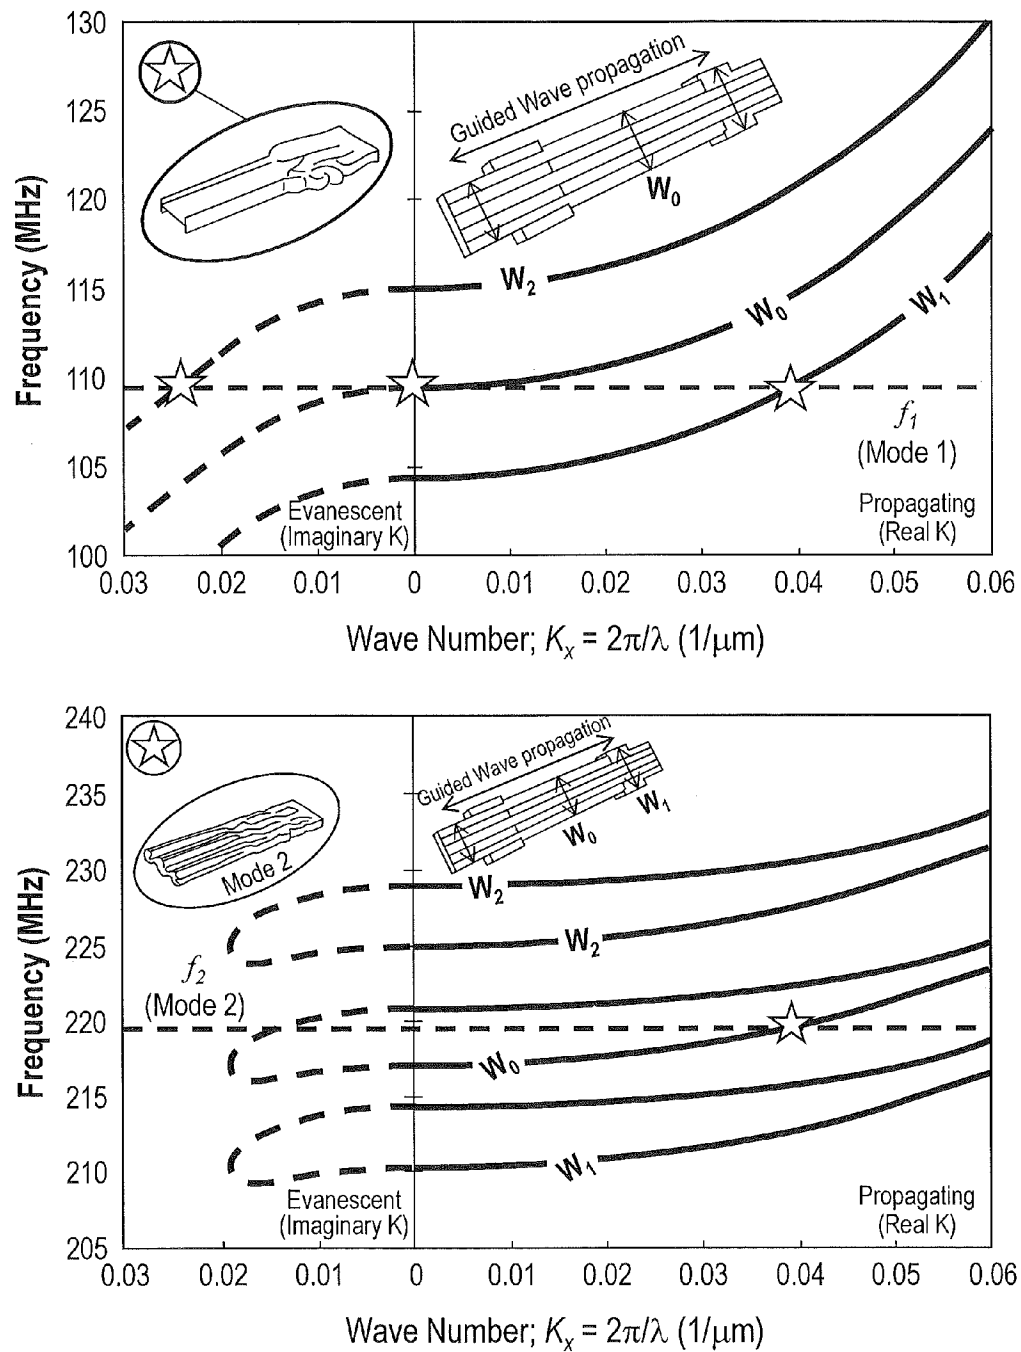 130
125
120
115
110
105
100
Frequency (MHz)
Guided Wave propagation
W₀
W₂
W₀
W₁
f₁
(Mode 1)
Evanescent
(Imaginary K)
Propagating
(Real K)
0.03 0.02 0.01 0 0.01 0.02 0.03 0.04 0.05 0.06
Wave Number; Kₓ = 2π/λ (1/μm)
240
235
230
225
220
215
210
205
Frequency (MHz)
Guided Wave propagation
W₁
W₀
Mode 2
W₂
W₂
f₂
(Mode 2)
W₀
W₁
Evanescent
(Imaginary K)
Propagating
(Real K)
0.03 0.02 0.01 0 0.01 0.02 0.03 0.04 0.05 0.06
Wave Number; Kₓ = 2π/λ (1/μm)